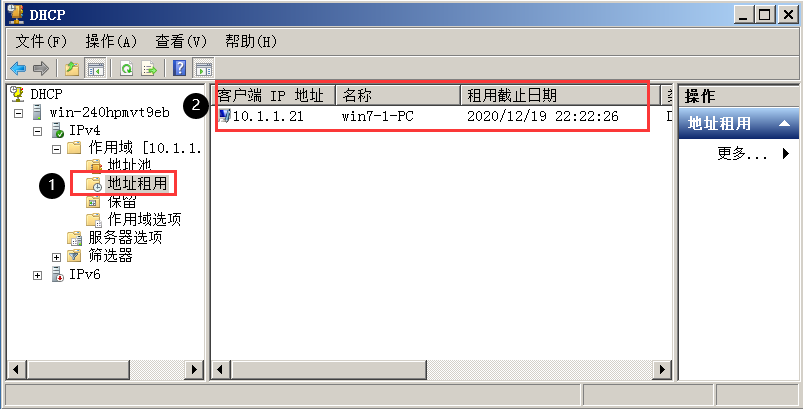 DHCP
文件(F) 操作(A) 查看(V) 帮助(H)
DHCP
win-240hpmvt9eb
IPv4
作用域 [10.1.1.
地址池
1
地址租用
保留
作用域选项
服务器选项
筛选器
IPv6
2
客户端 IP 地址 名称 租用截止日期
10.1.1.21 win7-1-PC 2020/12/19 22:22:26
操作
地址租用
更多...